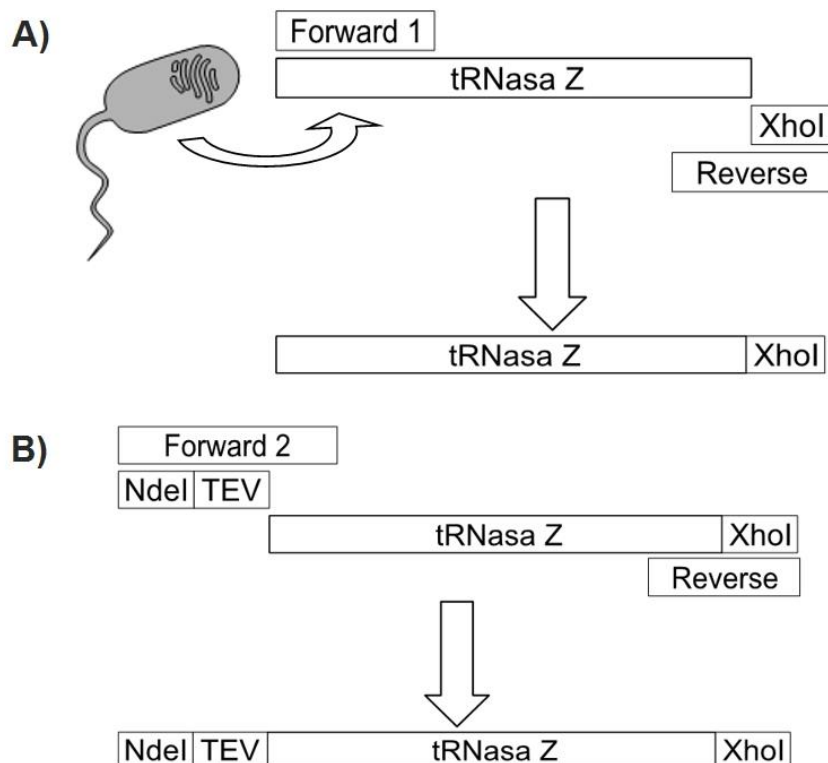 A)
Forward 1
tRNasa Z
XhoI
Reverse
tRNasa Z XhoI
B)
Forward 2
NdeI TEV
tRNasa Z XhoI
Reverse
NdeI TEV tRNasa Z XhoI